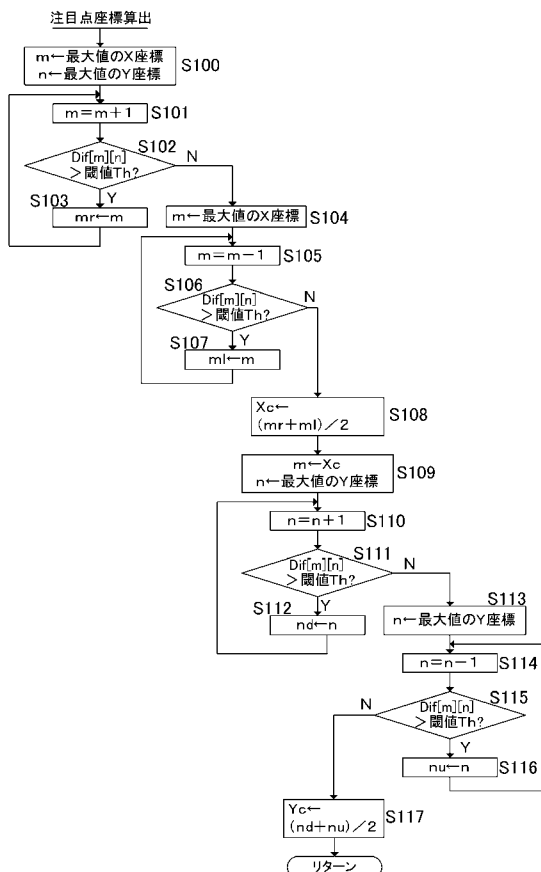 注目点座標算出
m←最大値のX座標
n←最大値のY座標
S100
m=m+1
S101
S102
Dif[m][n]
＞閾値Th?
N
Y
S103
mr←m
m←最大値のX座標
S104
m=m－1
S105
S106
Dif[m][n]
＞閾値Th?
N
Y
S107
ml←m
Xc←
(mr+ml)／2
S108
m←Xc
n←最大値のY座標
S109
n=n+1
S110
S111
Dif[m][n]
＞閾値Th?
N
Y
S112
nd←n
S113
n←最大値のY座標
n=n－1
S114
S115
Dif[m][n]
＞閾値Th?
N
Y
nu←n
S116
Yc←
(nd+nu)／2
S117
リターン